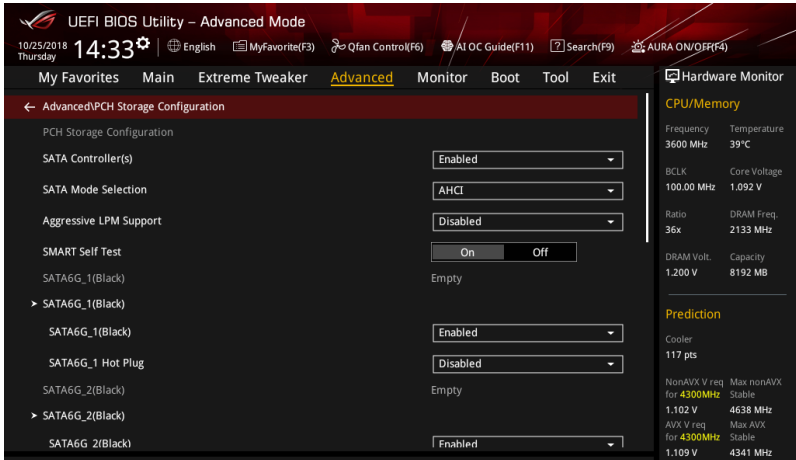 UEFI BIOS Utility – Advanced Mode
10/25/2018 Thursday 14:33 English MyFavorite(F3) Qfan Control(F6) AI OC Guide(F11) ? Search(F9) AURA ON/OFF(F4)
My Favorites Main Extreme Tweaker Advanced Monitor Boot Tool Exit
← Advanced\PCH Storage Configuration
PCH Storage Configuration
SATA Controller(s) Enabled
SATA Mode Selection AHCI
Aggressive LPM Support Disabled
SMART Self Test On Off
SATA6G_1(Black) Empty
SATA6G_1(Black)
SATA6G_1(Black) Enabled
SATA6G_1 Hot Plug Disabled
SATA6G_2(Black) Empty
SATA6G_2(Black)
SATA6G_2(Black) Enabled
Hardware Monitor
CPU/Memory
Frequency Temperature
3600 MHz 39°C
BCLK Core Voltage
100.00 MHz 1.092 V
Ratio DRAM Freq.
36x 2133 MHz
DRAM Volt. Capacity
1.200 V 8192 MB
Prediction
Cooler
117 pts
NonAVX V req Max nonAVX
for 4300MHz Stable
1.102 V 4638 MHz
AVX V req Max AVX
for 4300MHz Stable
1.109 V 4341 MHz